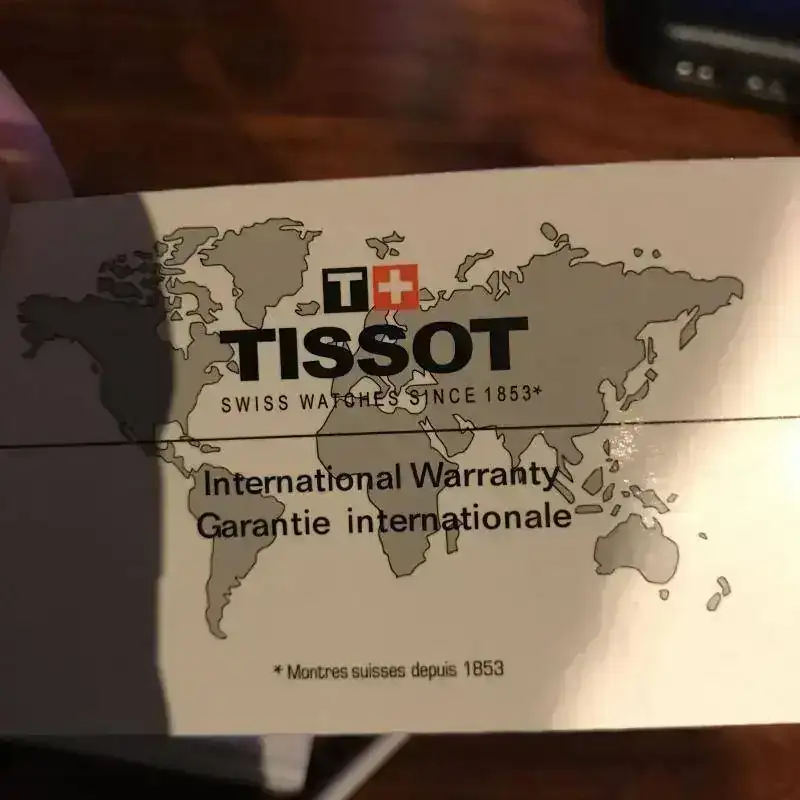 T+
TISSOT
SWISS WATCHES SINCE 1853*
International Warranty
Garantie internationale
* Montres suisses depuis 1853